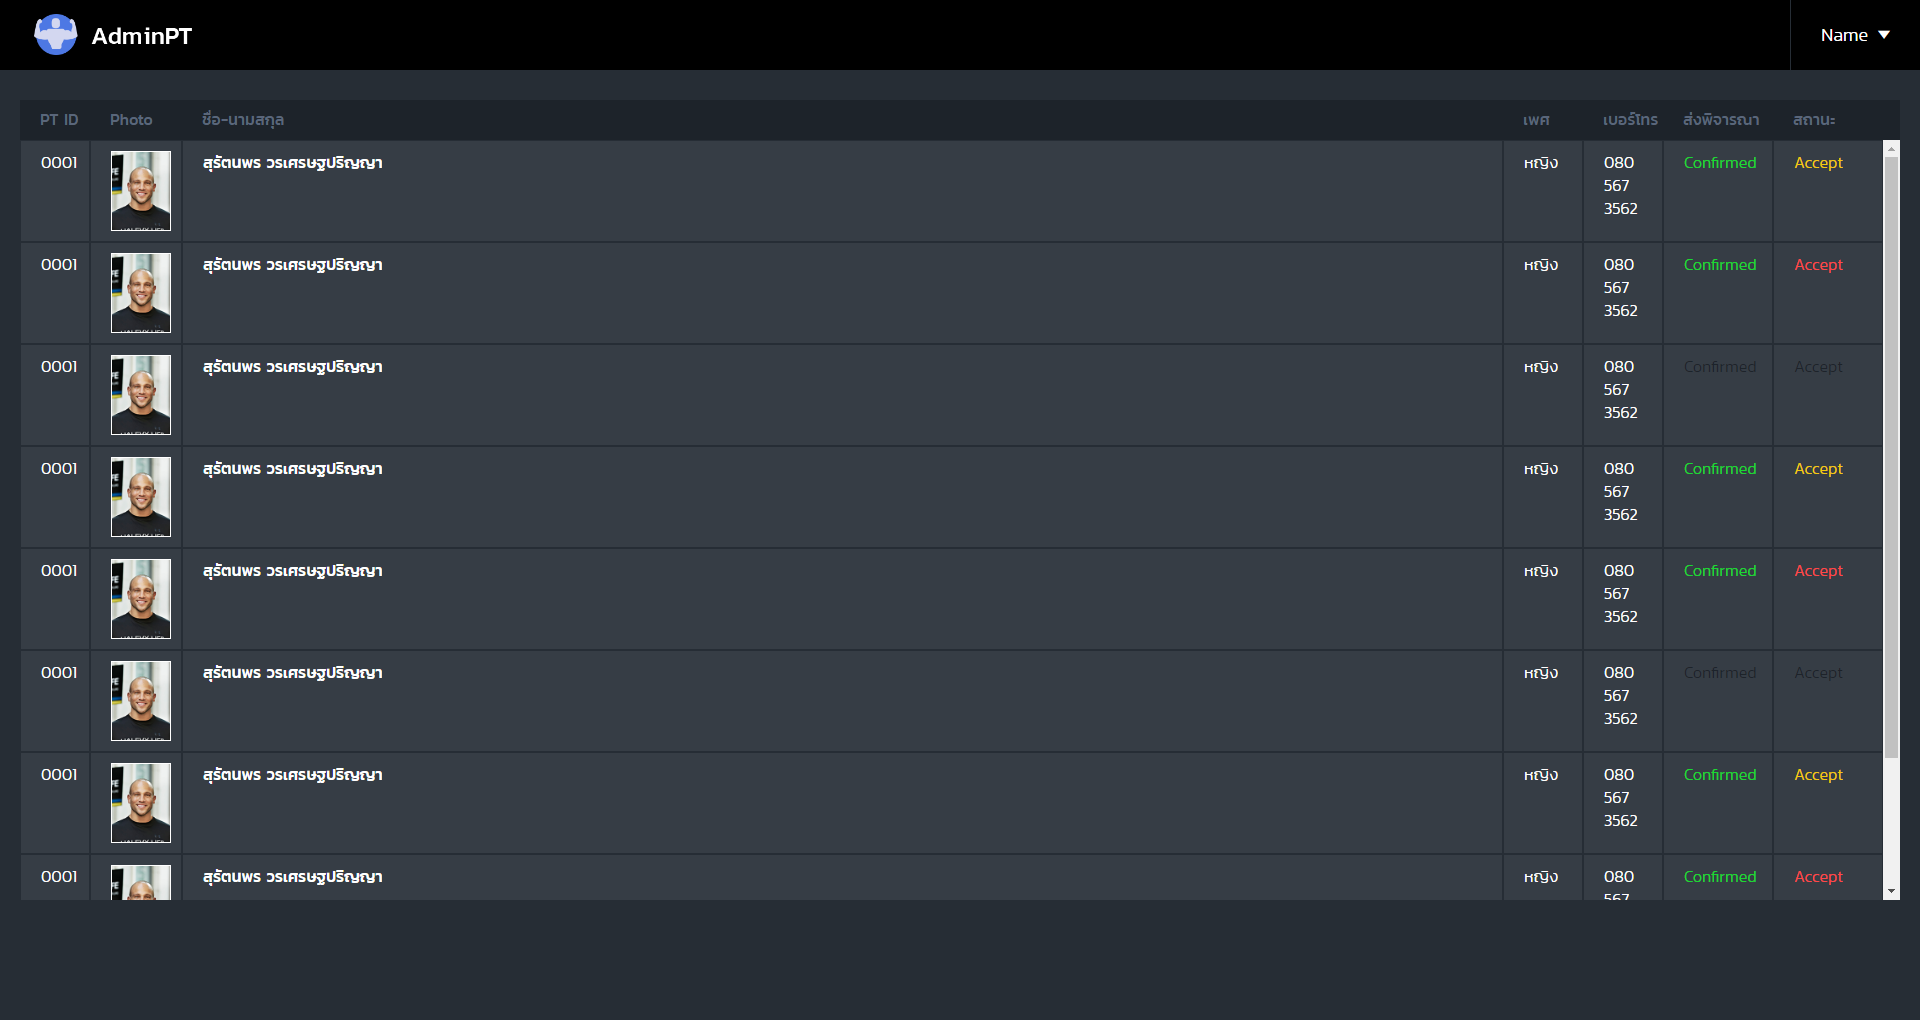 AdminPT
Name
PT ID Photo ชื่อ-นามสกุล เพศ เบอร์โทร ส่งพิจารณา สถานะ
0001 สุรัตนพร วรเศรษฐปริญญา หญิง 080 Confirmed Accept
567
3562
0001 สุรัตนพร วรเศรษฐปริญญา หญิง 080 Confirmed Accept
567
3562
0001 สุรัตนพร วรเศรษฐปริญญา หญิง 080 Confirmed Accept
567
3562
0001 สุรัตนพร วรเศรษฐปริญญา หญิง 080 Confirmed Accept
567
3562
0001 สุรัตนพร วรเศรษฐปริญญา หญิง 080 Confirmed Accept
567
3562
0001 สุรัตนพร วรเศรษฐปริญญา หญิง 080 Confirmed Accept
567
3562
0001 สุรัตนพร วรเศรษฐปริญญา หญิง 080 Confirmed Accept
567
3562
0001 สุรัตนพร วรเศรษฐปริญญา หญิง 080 Confirmed Accept
567